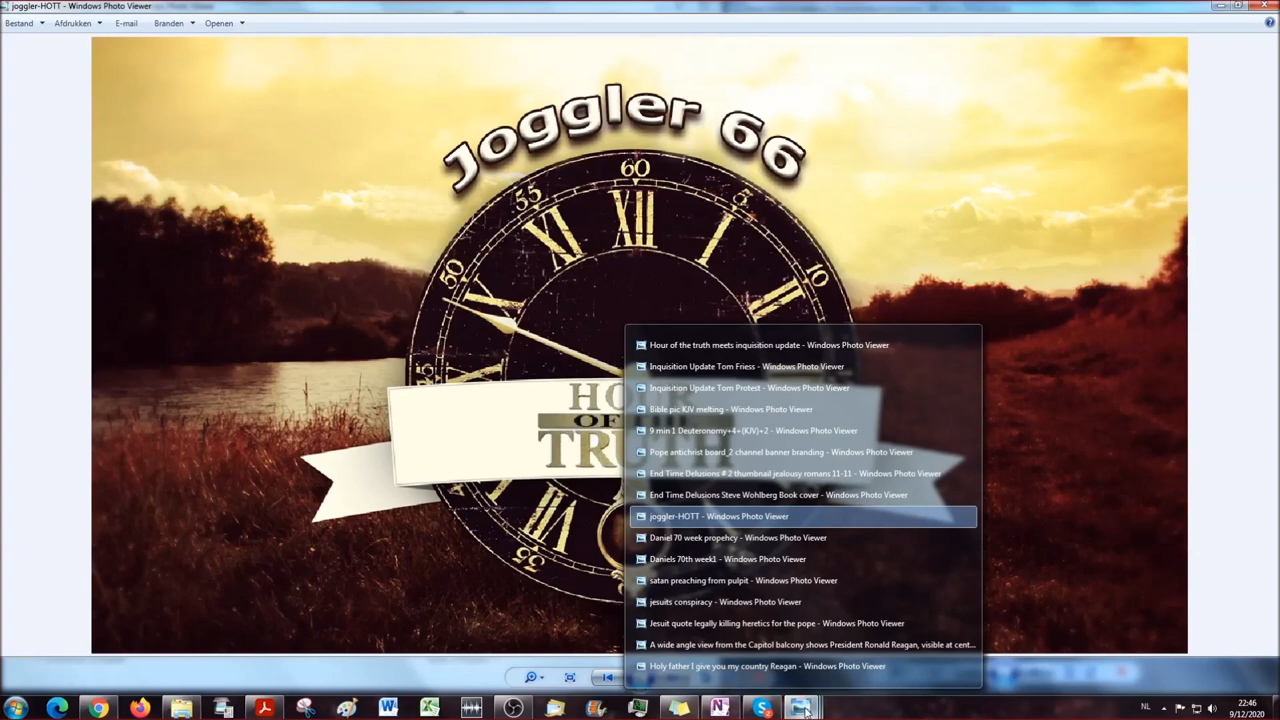 joggler-HOTT - Windows Photo Viewer
Bestand Afdrukken E-mail Branden Openen
Joggler 66
60
55 5
XII
XI I
50 10
X II
HO
OF
TRU
35
Hour of the truth meets inquisition update - Windows Photo Viewer
Inquisition Update Tom Friess - Windows Photo Viewer
Inquisition Update Tom Protest - Windows Photo Viewer
Bible pic KJV melting - Windows Photo Viewer
9 min 1 Deuteronomy+4+(KJV)+2 - Windows Photo Viewer
Pope antichrist board_2 channel banner branding - Windows Photo Viewer
End Time Delusions #2 thumbnail jealousy romans 11-11 - Windows Photo Viewer
End Time Delusions Steve Wohlberg Book cover - Windows Photo Viewer
joggler-HOTT - Windows Photo Viewer
Daniel 70 week propehcy - Windows Photo Viewer
Daniels 70th week1 - Windows Photo Viewer
satan preaching from pulpit - Windows Photo Viewer
jesuits conspiracy - Windows Photo Viewer
Jesuit quote legally killing heretics for the pope - Windows Photo Viewer
A wide angle view from the Capitol balcony shows President Ronald Reagan, visible at cent...
Holy father I give you my country Reagan - Windows Photo Viewer
NL
22:46
9/12/2020